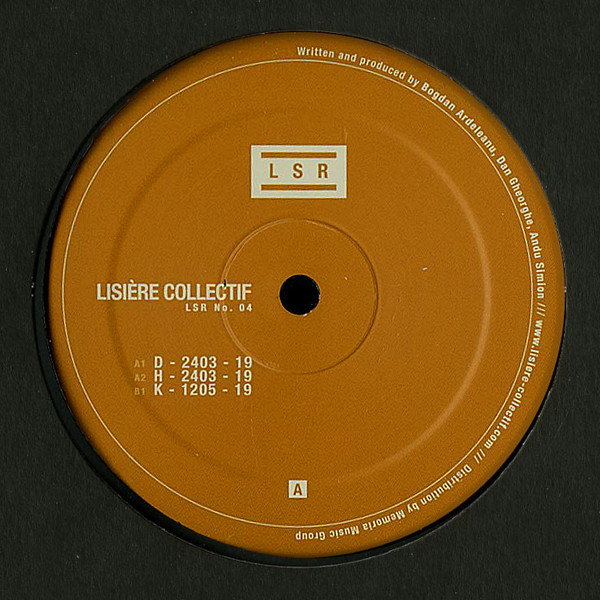 Written and produced by Bogdan Ardeleanu, Dan Gheorghe, Andu Simion /// www.lisiere-collectif.com /// Distribution by Memoria Music Group
LSR
LISIÈRE COLLECTIF
LSR No. 04
A1 D - 2403 - 19
A2 H - 2403 - 19
B1 K - 1205 - 19
A